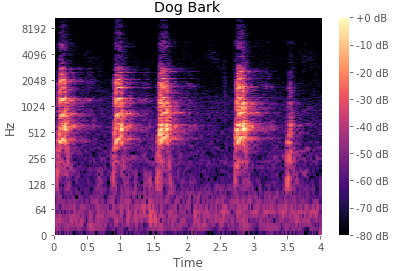 Dog Bark
Hz
8192
4096
2048
1024
512
256
128
64
0
0
0.5
1
1.5
2
2.5
3
3.5
4
Time
+0 dB
-10 dB
-20 dB
-30 dB
-40 dB
-50 dB
-60 dB
-70 dB
-80 dB